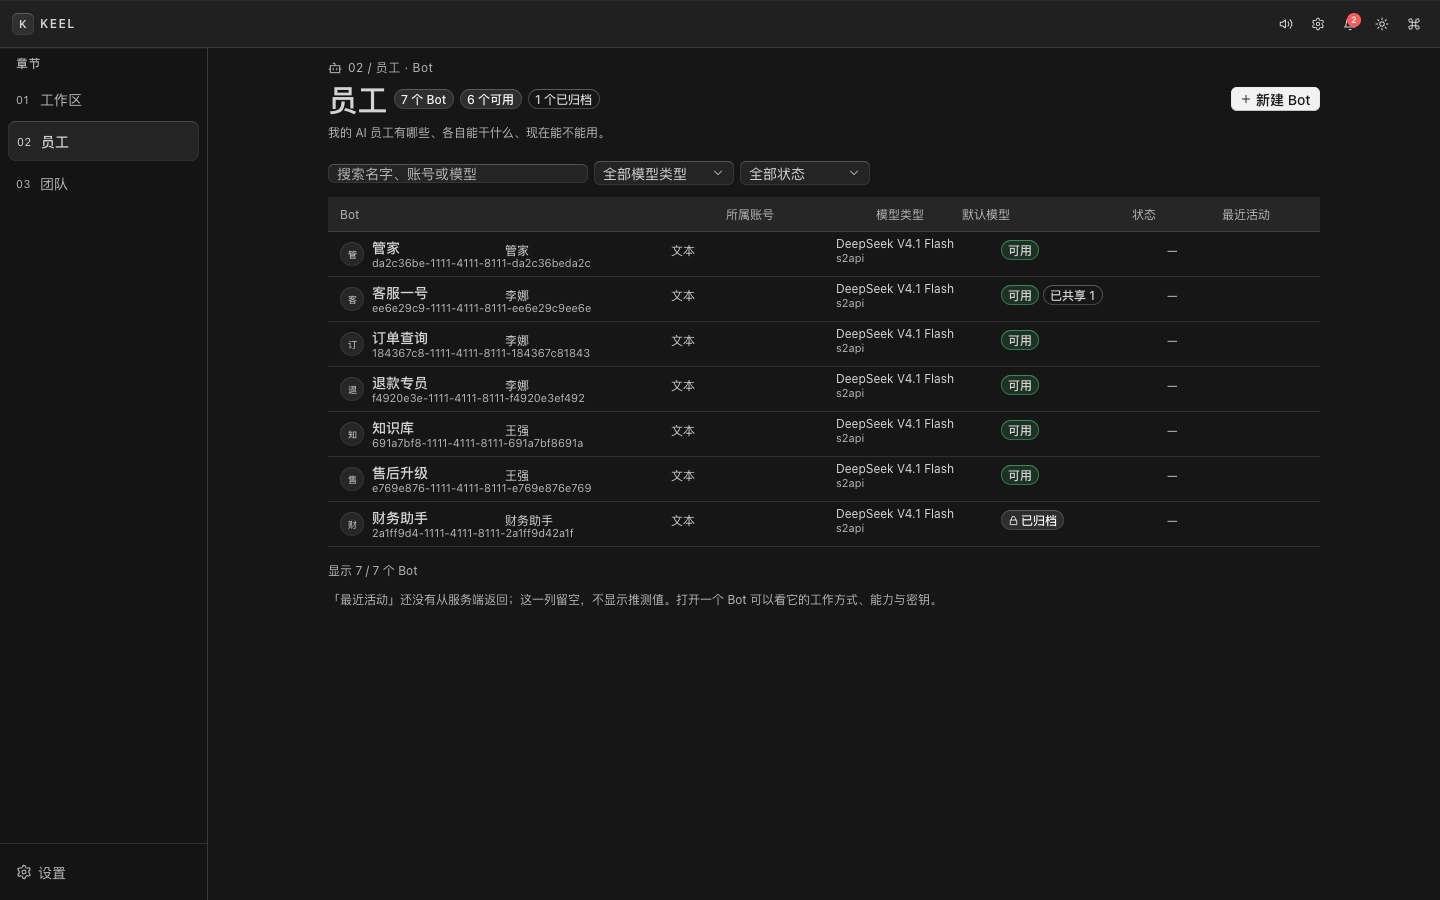 K KEEL
2
章节
01 工作区
02 员工
03 团队
设置
02 / 员工 · Bot
员工 7 个 Bot 6 个可用 1 个已归档
+ 新建 Bot
我的 AI 员工有哪些、各自能干什么、现在能不能用。
搜索名字、账号或模型 全部模型类型 全部状态
Bot 所属账号 模型类型 默认模型 状态 最近活动
管 管家 管家 文本 DeepSeek V4.1 Flash 可用 —
da2c36be-1111-4111-8111-da2c36beda2c s2api
客 客服一号 李娜 文本 DeepSeek V4.1 Flash 可用 已共享 1 —
ee6e29c9-1111-4111-8111-ee6e29c9ee6e s2api
订 订单查询 李娜 文本 DeepSeek V4.1 Flash 可用 —
184367c8-1111-4111-8111-184367c81843 s2api
退 退款专员 李娜 文本 DeepSeek V4.1 Flash 可用 —
f4920e3e-1111-4111-8111-f4920e3ef492 s2api
知 知识库 王强 文本 DeepSeek V4.1 Flash 可用 —
691a7bf8-1111-4111-8111-691a7bf8691a s2api
售 售后升级 王强 文本 DeepSeek V4.1 Flash 可用 —
e769e876-1111-4111-8111-e769e876e769 s2api
财 财务助手 财务助手 文本 DeepSeek V4.1 Flash 已归档 —
2a1ff9d4-1111-4111-8111-2a1ff9d42a1f s2api
显示 7 / 7 个 Bot
「最近活动」还没有从服务端返回；这一列留空，不显示推测值。打开一个 Bot 可以看它的工作方式、能力与密钥。